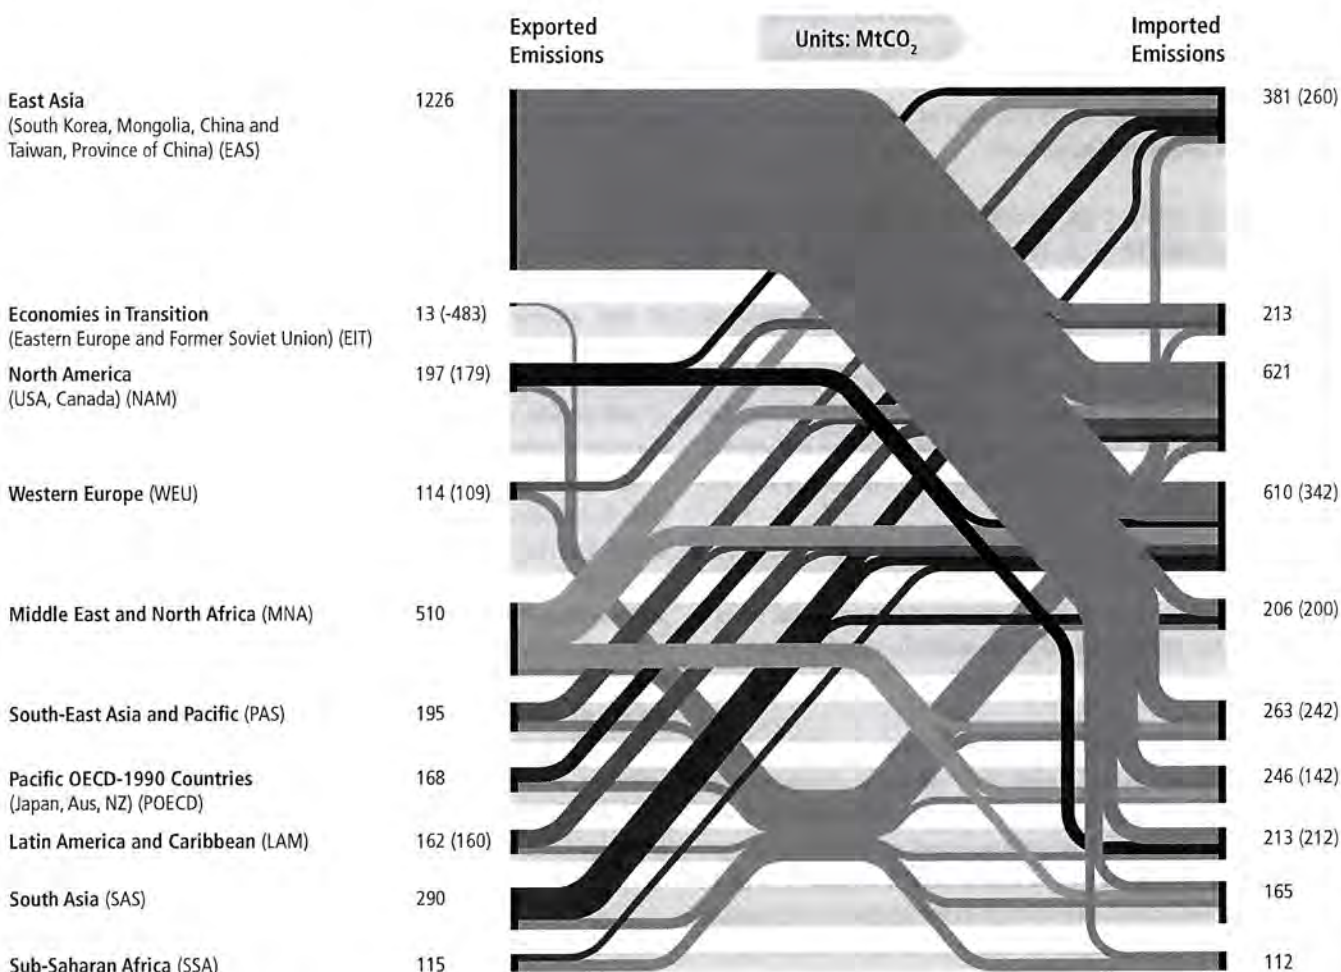 Exported
Emissions
Units: MtCO₂
Imported
Emissions
East Asia 1226 381 (260)
(South Korea, Mongolia, China and
Taiwan, Province of China) (EAS)
Economies in Transition 13 (-483) 213
(Eastern Europe and Former Soviet Union) (EIT)
North America 197 (179) 621
(USA, Canada) (NAM)
Western Europe (WEU) 114 (109) 610 (342)
Middle East and North Africa (MNA) 510 206 (200)
South-East Asia and Pacific (PAS) 195 263 (242)
Pacific OECD-1990 Countries 168 246 (142)
(Japan, Aus, NZ) (POECD)
Latin America and Caribbean (LAM) 162 (160) 213 (212)
South Asia (SAS) 290 165
Sub-Saharan Africa (SSA) 115 112